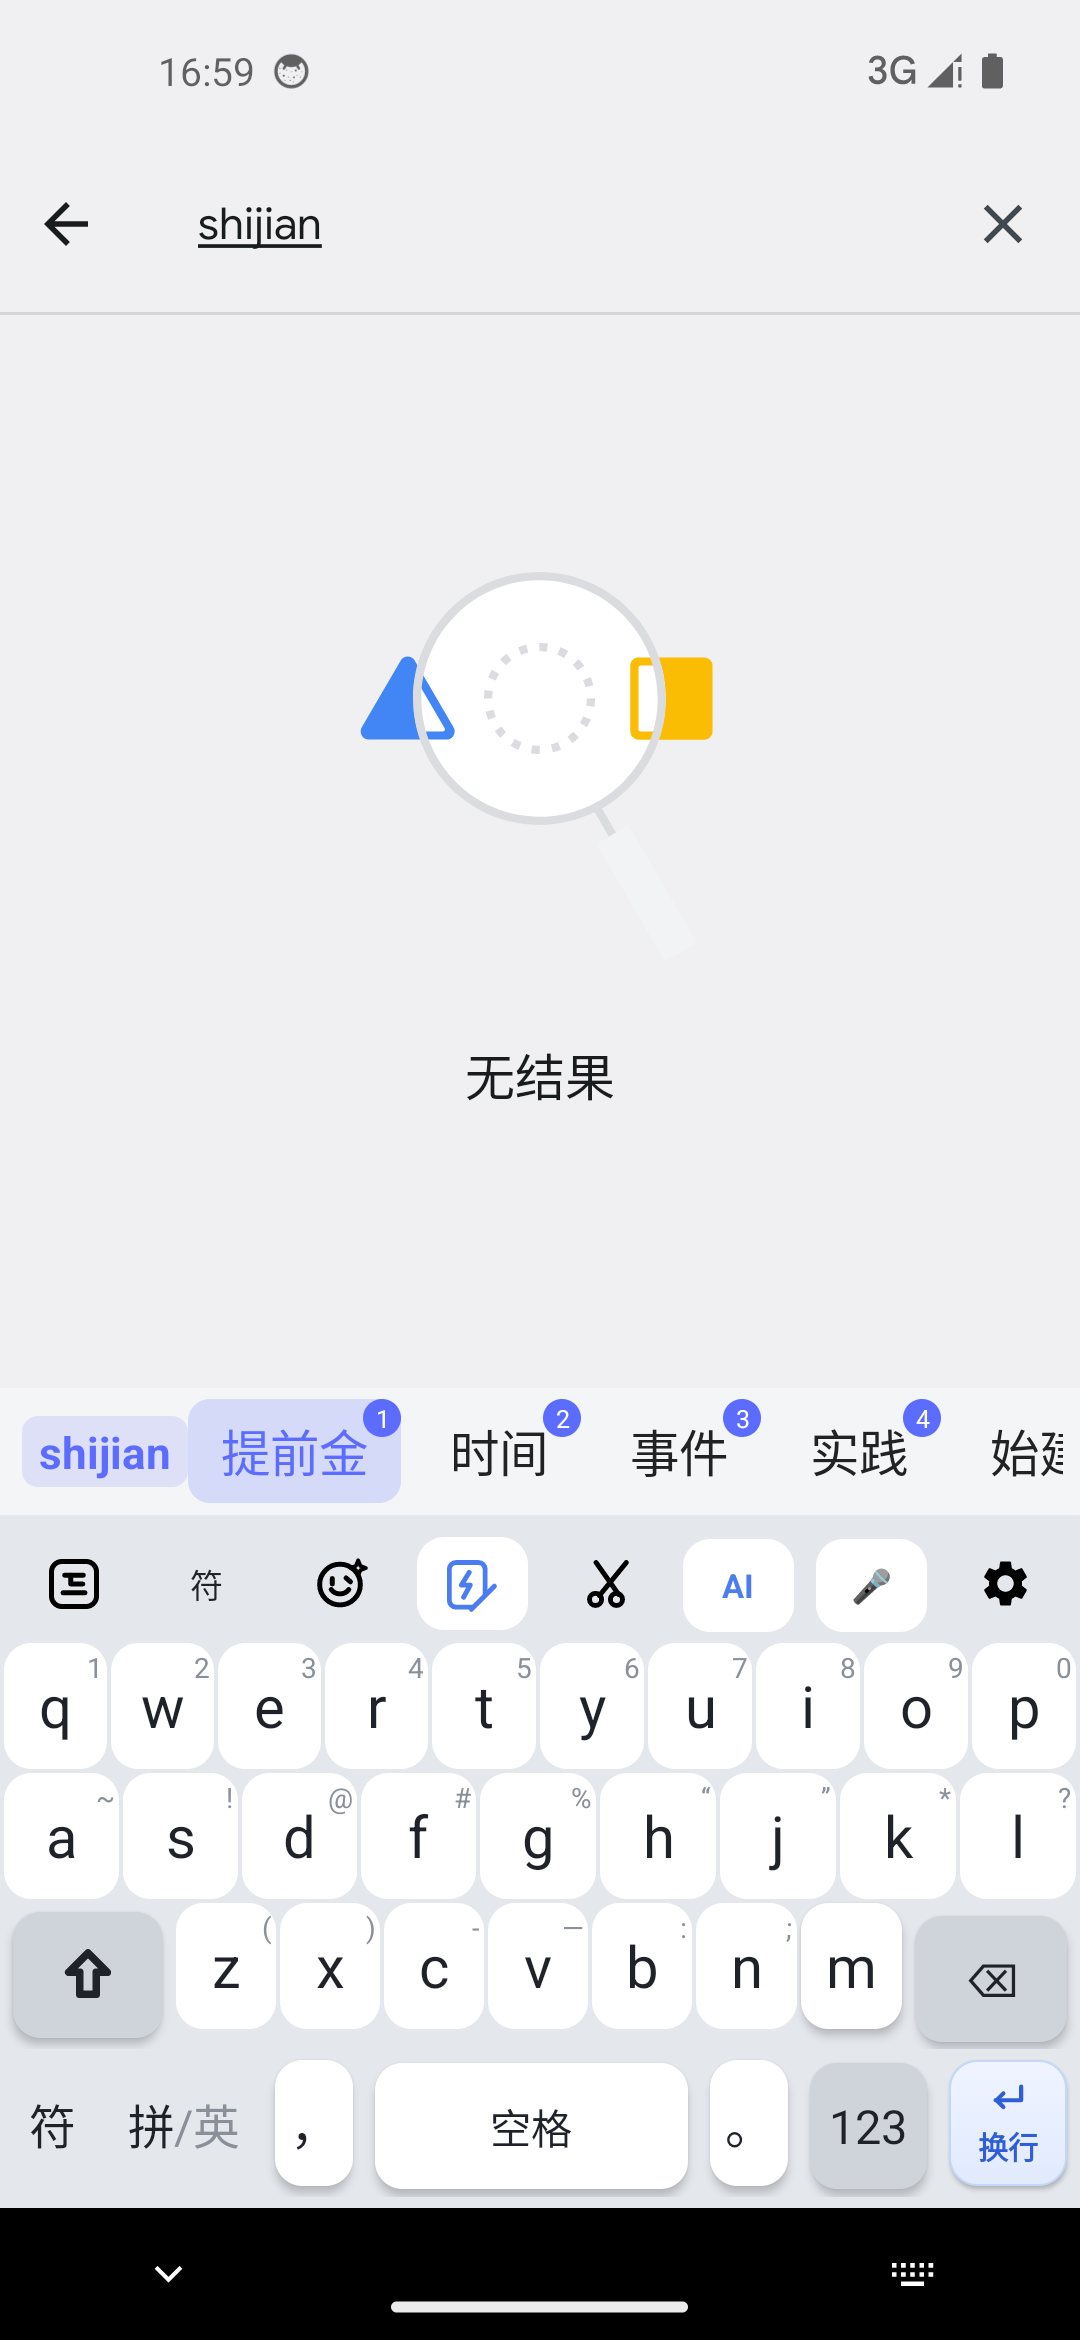 16:59 3G
shijian
无结果
shijian 提前金 1 时间 2 事件 3 实践 4
符 AI
q 1 w 2 e 3 r 4 t 5 y 6 u 7 i 8 o 9 p 0
a ~ s ! d @ f # g % h “ j ” k * l ?
z ( x ) c - v — b : n ; m
符 拼/英 ， 空格 。 123 换行